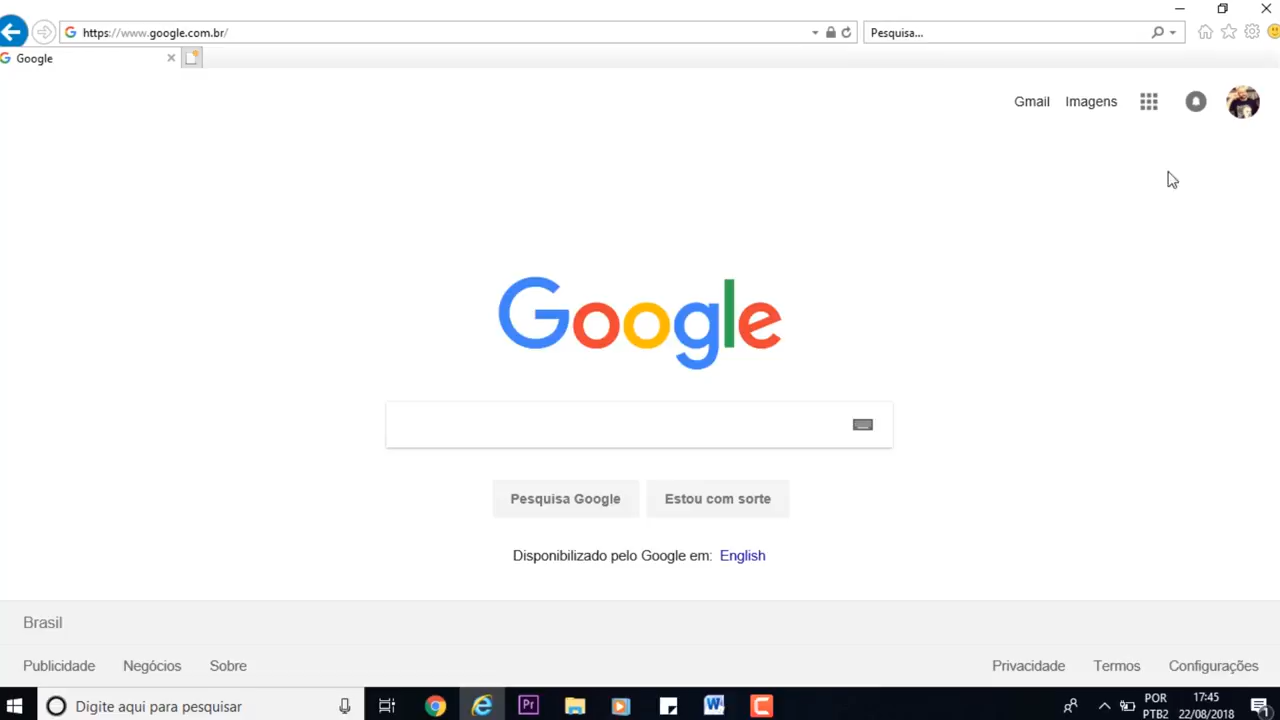 https://www.google.com.br/
Pesquisa...
Google
Gmail Imagens
Google
Pesquisa Google Estou com sorte
Disponibilizado pelo Google em: English
Brasil
Publicidade Negócios Sobre Privacidade Termos Configurações
Digite aqui para pesquisar
Pr
W
POR
PTB2
17:45
22/08/2018
1